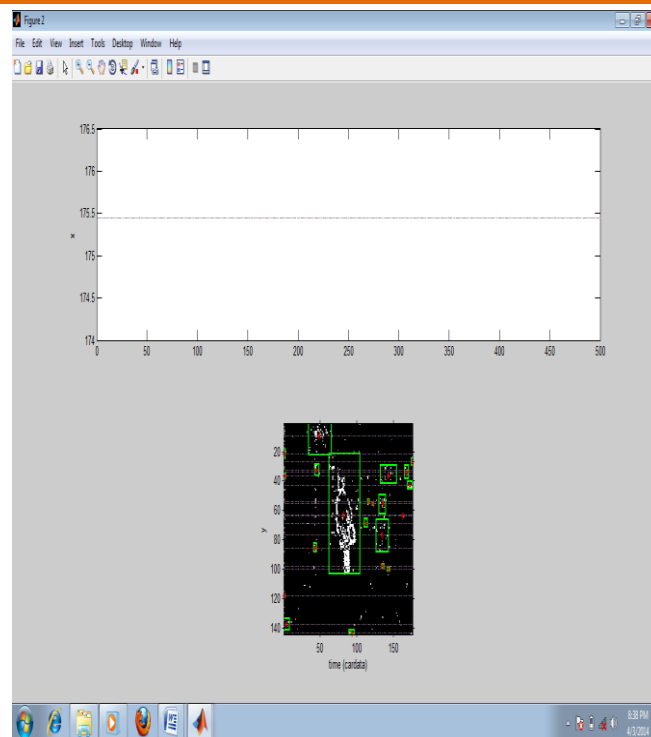 Figure 2
File Edit View Insert Tools Desktop Window Help
176.5
176
175.5
x
175
174.5
174
0 50 100 150 200 250 300 350 400 450 500
20
40
60
y
80
100
120
140
50 100 150
time (cardata)
8:38 PM
4/3/2014